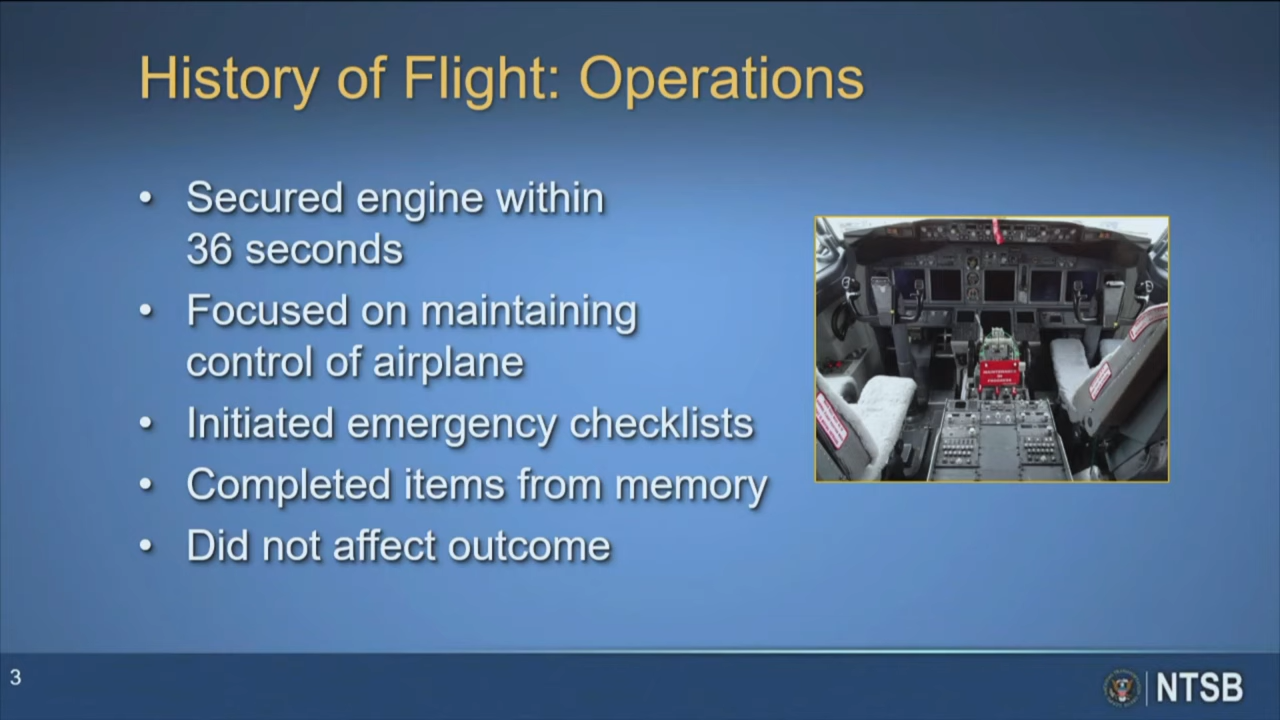 History of Flight: Operations
• Secured engine within
36 seconds
• Focused on maintaining
control of airplane
• Initiated emergency checklists
• Completed items from memory
• Did not affect outcome
3
NTSB